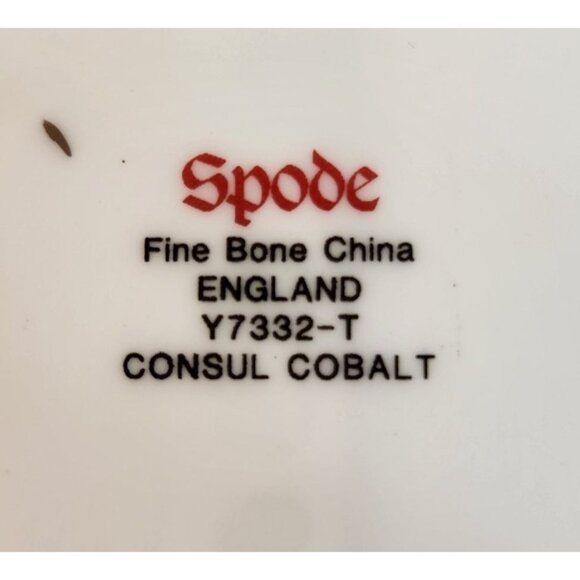 Spode
Fine Bone China
ENGLAND
Y7332-T
CONSUL COBALT